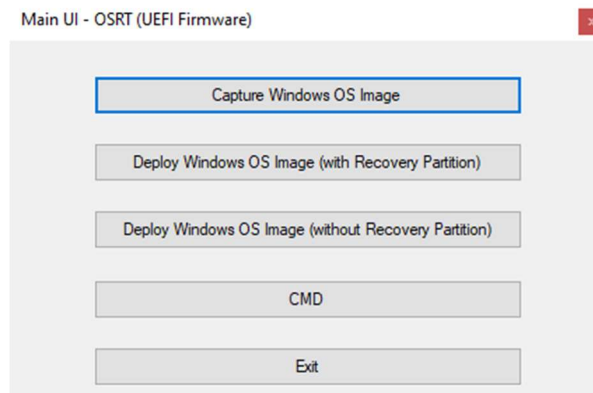 Main UI - OSRT (UEFI Firmware)
Capture Windows OS Image
Deploy Windows OS Image (with Recovery Partition)
Deploy Windows OS Image (without Recovery Partition)
CMD
Exit